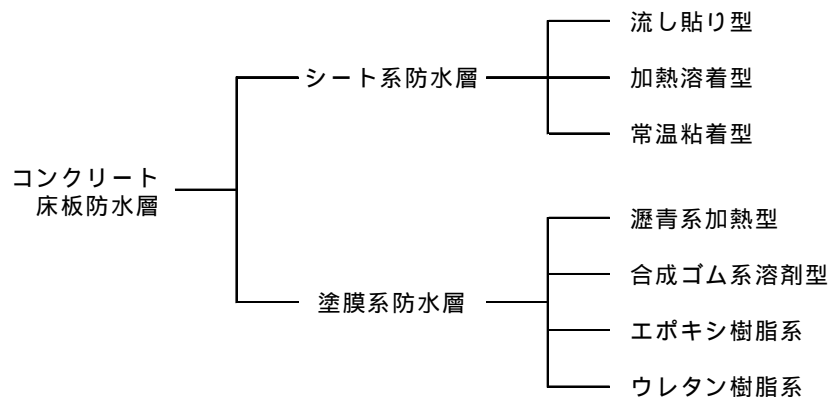 コンクリート
床板防水層
シート系防水層
流し貼り型
加熱溶着型
常温粘着型
塗膜系防水層
瀝青系加熱型
合成ゴム系溶剤型
エポキシ樹脂系
ウレタン樹脂系